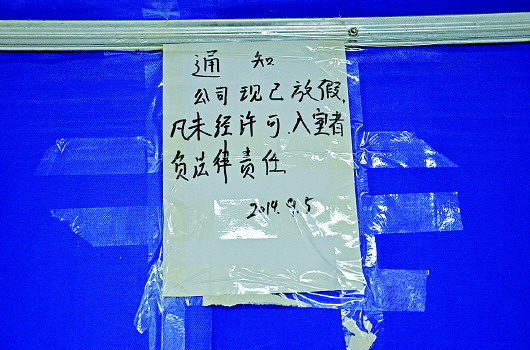 通知
公司现已放假，
凡未经许可、入室者
负法律责任
2014.9.5